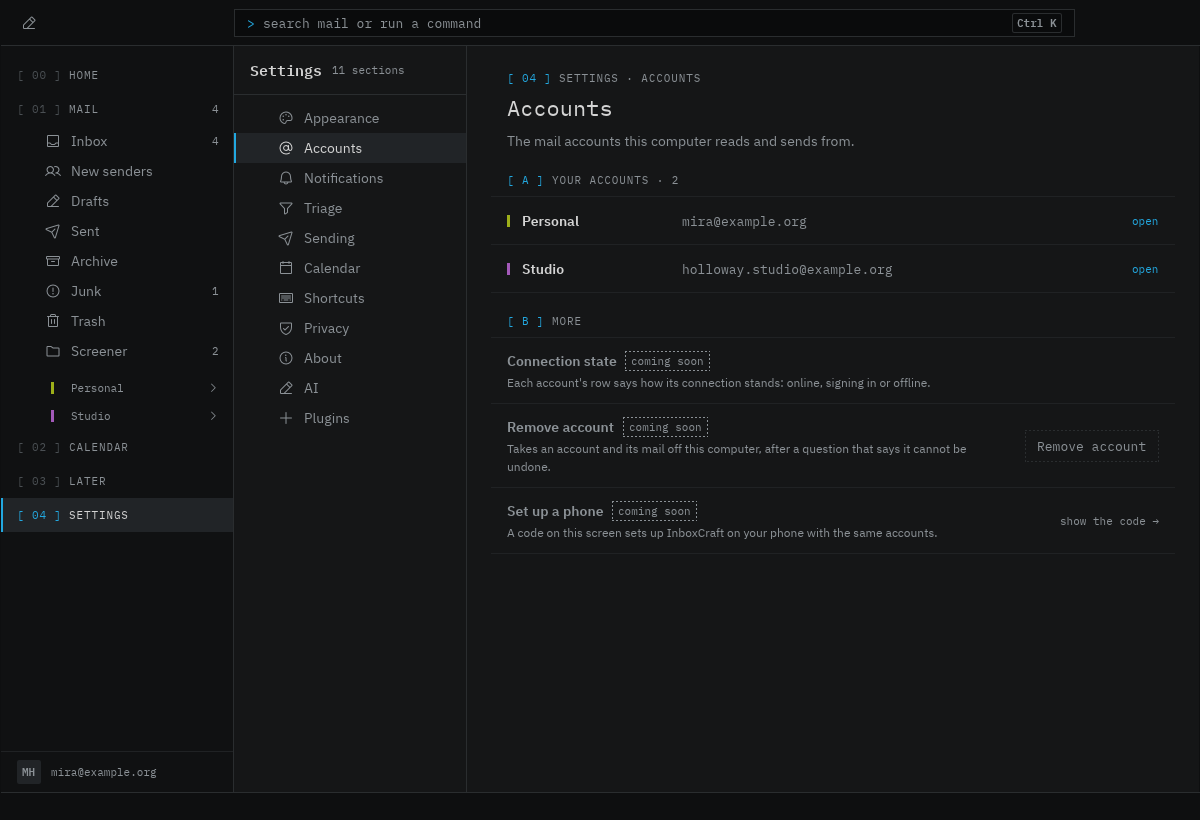 > search mail or run a command Ctrl K
[ 00 ] HOME
[ 01 ] MAIL 4
Inbox 4
New senders
Drafts
Sent
Archive
Junk 1
Trash
Screener 2
Personal
Studio
[ 02 ] CALENDAR
[ 03 ] LATER
[ 04 ] SETTINGS
MH mira@example.org
Settings 11 sections
Appearance
Accounts
Notifications
Triage
Sending
Calendar
Shortcuts
Privacy
About
AI
Plugins
[ 04 ] SETTINGS · ACCOUNTS
Accounts
The mail accounts this computer reads and sends from.
[ A ] YOUR ACCOUNTS · 2
Personal mira@example.org open
Studio holloway.studio@example.org open
[ B ] MORE
Connection state coming soon
Each account's row says how its connection stands: online, signing in or offline.
Remove account coming soon
Takes an account and its mail off this computer, after a question that says it cannot be
undone.
Remove account
Set up a phone coming soon
A code on this screen sets up InboxCraft on your phone with the same accounts.
show the code →